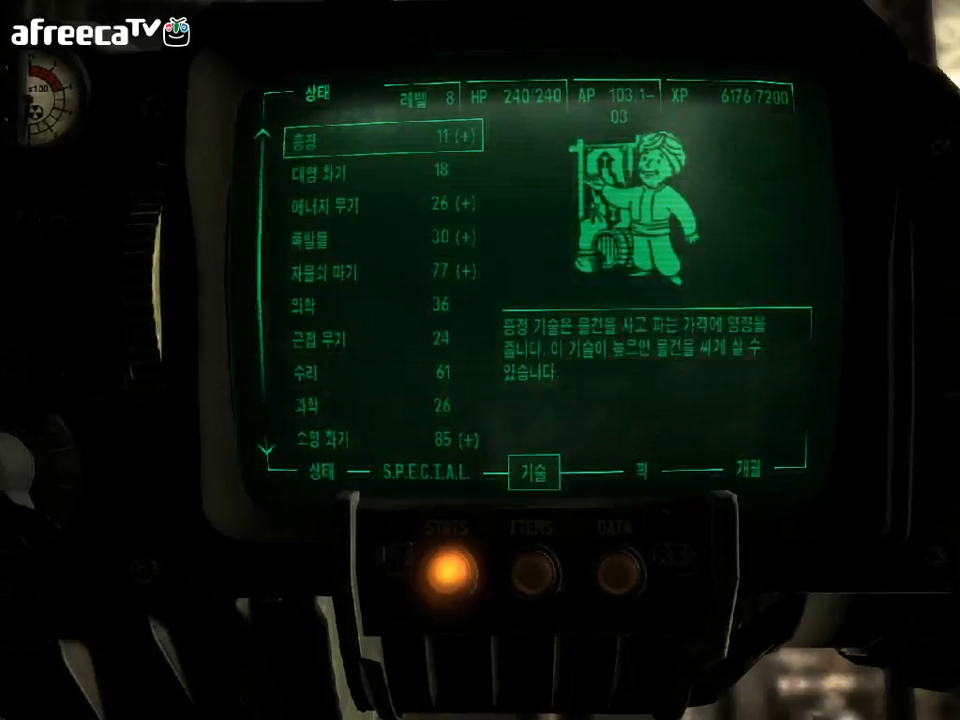 afreecaTV
x100
상태
레벨 8 HP 240/240 AP 103.1- XP 6176/7200
03
흥정 11 (+)
대형 화기 18
에너지 무기 26 (+)
폭발물 30 (+)
자물쇠 따기 77 (+)
의학 36
근접 무기 24
수리 61
과학 26
소형 화기 85 (+)
흥정 기술은 물건을 사고 파는 가격에 영향을
줍니다. 이 기술이 높으면 물건을 싸게 살 수
있습니다.
상태 S.P.E.C.I.A.L. 기술 퍽 개괄
STATS ITEMS DATA